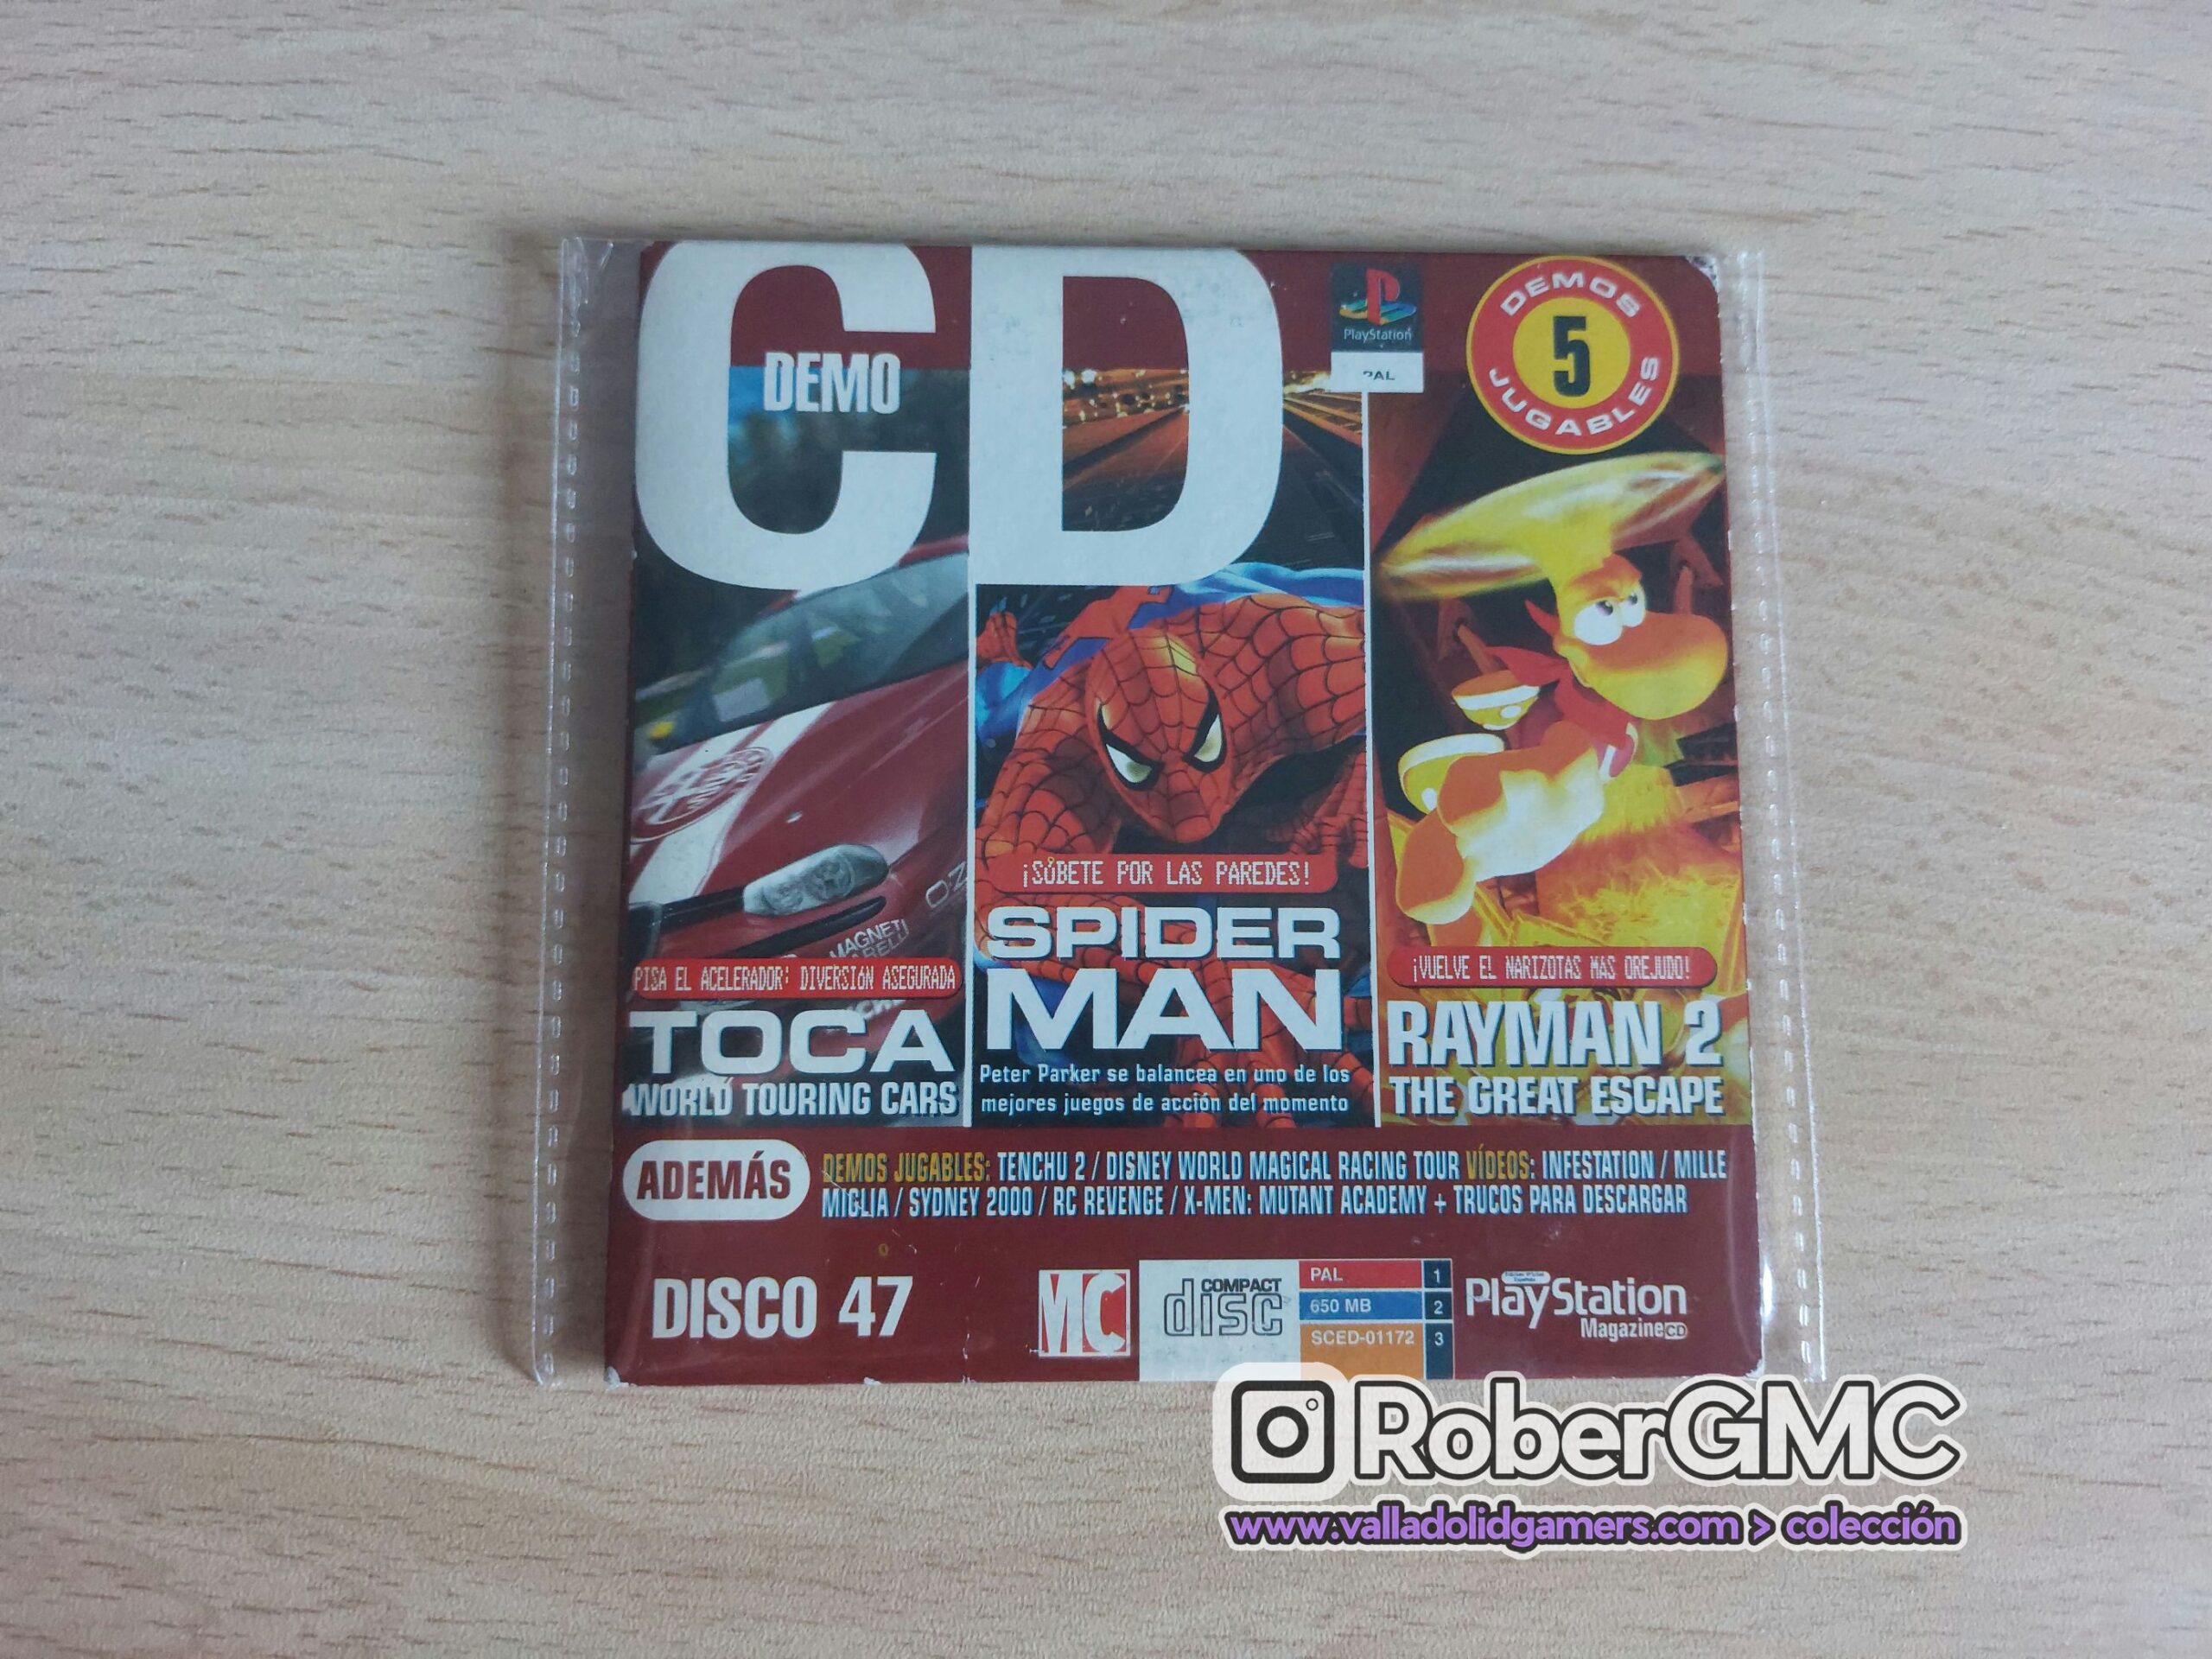 CD
DEMO
PlayStation
PAL
DEMOS
5
JUGABLES
MAGNETI
MARELLI
PISA EL ACELERADOR: DIVERSIÓN ASEGURADA
TOCA
WORLD TOURING CARS
¡SÚBETE POR LAS PAREDES!
SPIDER
MAN
Peter Parker se balancea en uno de los
mejores juegos de acción del momento
¡VUELVE EL NARIZOTAS MAS OREJUDO!
RAYMAN 2
THE GREAT ESCAPE
ADEMÁS
DEMOS JUGABLES: TENCHU 2 / DISNEY WORLD MAGICAL RACING TOUR VÍDEOS: INFESTATION / MILLE
MIGLIA / SYDNEY 2000 / RC REVENGE / X-MEN: MUTANT ACADEMY + TRUCOS PARA DESCARGAR
DISCO 47
MC
COMPACT
disc
PAL 1
650 MB 2
SCED-01172 3
PlayStation
Magazine CD
RoberGMC
www.valladolidgamers.com > colección